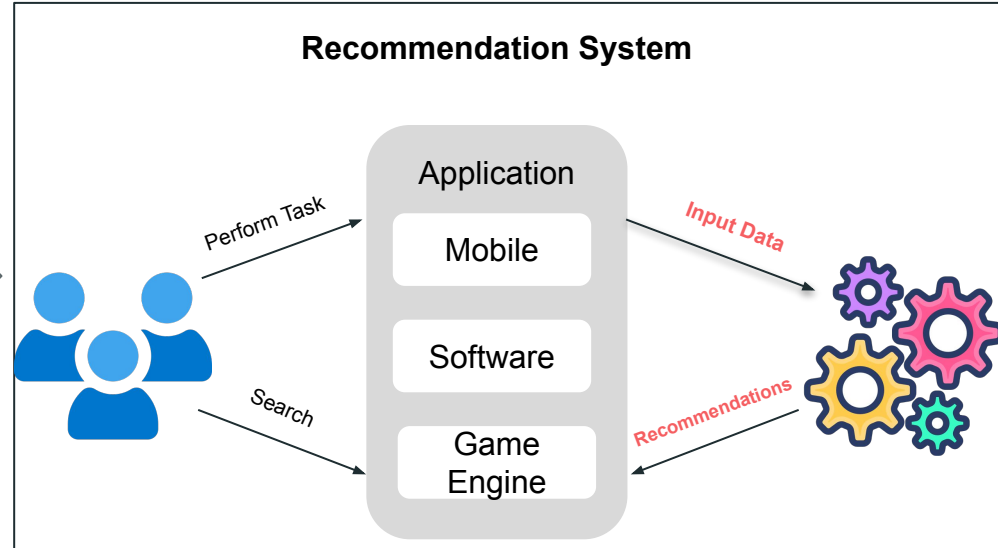 Recommendation System
Application
Perform Task
Input Data
Mobile
Software
Search
Recommendations
Game
Engine